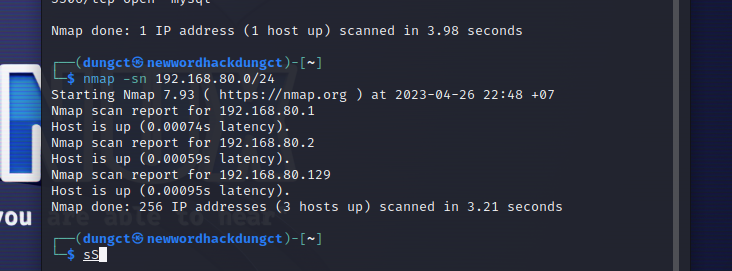 3306/tcp open  mysql
Nmap done: 1 IP address (1 host up) scanned in 3.98 seconds
┌──(dungct㉿newwordhackdungct)-[~]
└─$ nmap -sn 192.168.80.0/24
Starting Nmap 7.93 ( https://nmap.org ) at 2023-04-26 22:48 +07
Nmap scan report for 192.168.80.1
Host is up (0.00074s latency).
Nmap scan report for 192.168.80.2
Host is up (0.00059s latency).
Nmap scan report for 192.168.80.129
Host is up (0.00095s latency).
Nmap done: 256 IP addresses (3 hosts up) scanned in 3.21 seconds
you are able to hear
┌──(dungct㉿newwordhackdungct)-[~]
└─$ sS